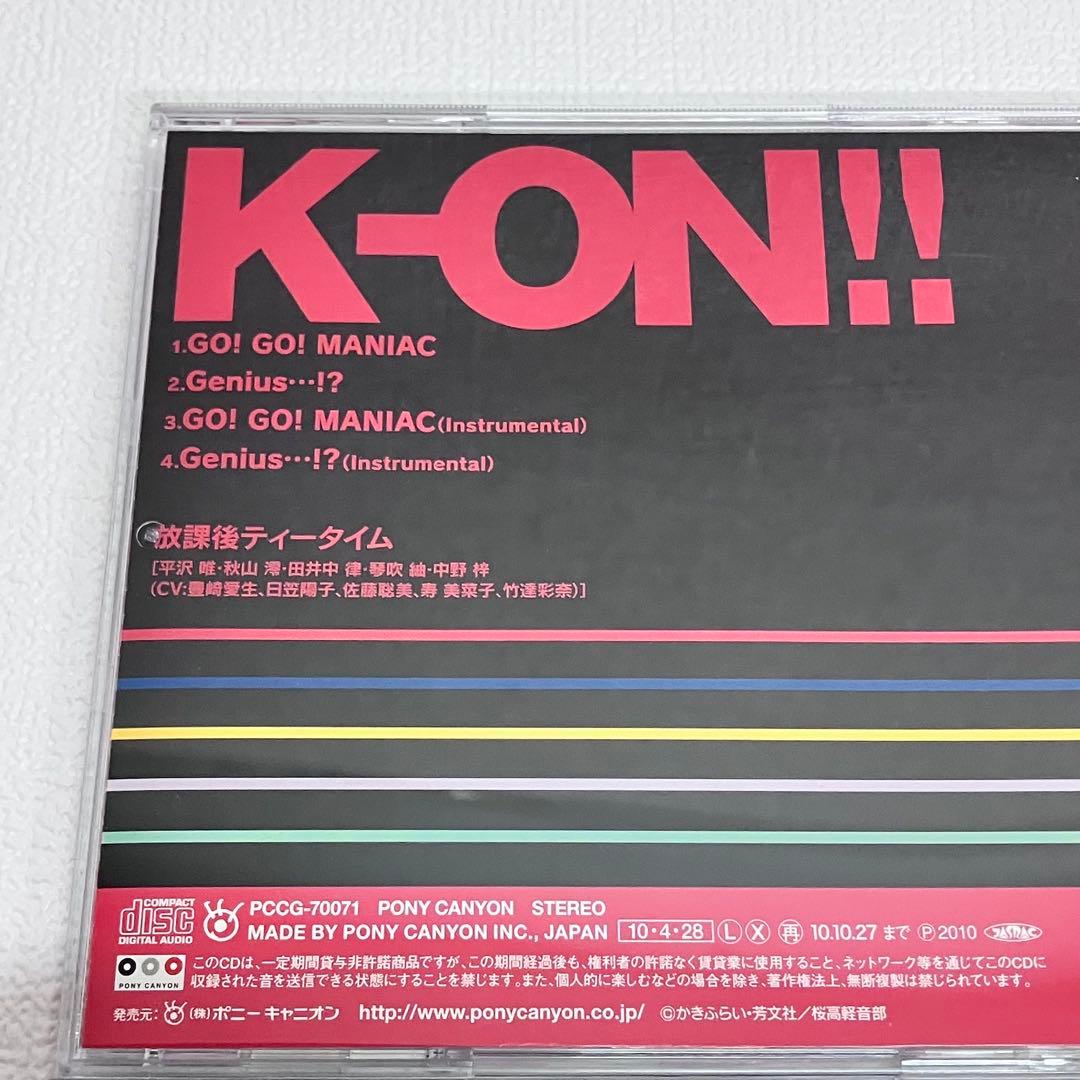 K-ON!!
1.GO! GO! MANIAC
2.Genius…!?
3.GO! GO! MANIAC(Instrumental)
4.Genius…!?(Instrumental)
放課後ティータイム
[平沢 唯・秋山 澪・田井中 律・琴吹 紬・中野 梓
(CV:豊崎愛生、日笠陽子、佐藤聡美、寿 美菜子、竹達彩奈)]
COMPACT
disc
DIGITAL AUDIO
PCCG-70071 PONY CANYON STEREO
MADE BY PONY CANYON INC., JAPAN 10・4・28 Ⓛ Ⓧ ㊢ 10.10.27 まで Ⓟ2010 JASRAC
PONY CANYON
このCDは、一定期間貸与非許諾商品ですが、この期間経過後も、権利者の許諾なく賃貸業に使用すること、ネットワーク等を通じてこのCDに
収録された音を送信できる状態にすることを禁じます。また、個人的に楽しむなどの場合を除き、著作権法上、無断複製は禁じられています。
発売元: (株)ポニーキャニオン http://www.ponycanyon.co.jp/ ©かきふらい・芳文社/桜高軽音部